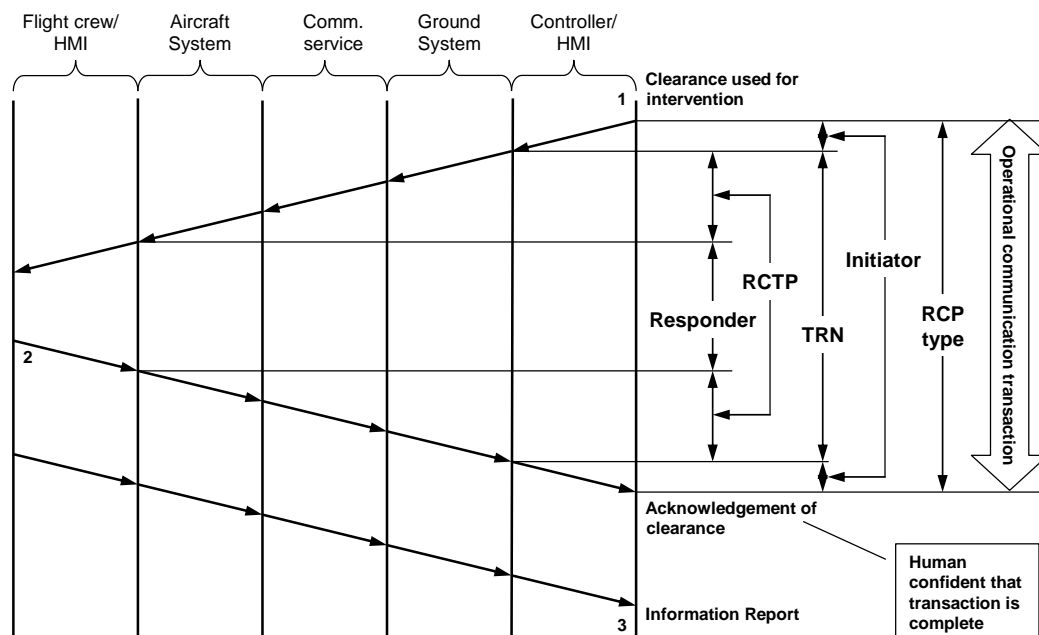 Flight crew/
HMI
Aircraft
System
Comm.
service
Ground
System
Controller/
HMI
1
Clearance used for
intervention
Operational communication transaction
Initiator
RCTP
RCP
type
Responder
TRN
2
Acknowledgement of
clearance
Human
confident that
transaction is
complete
Information Report
3